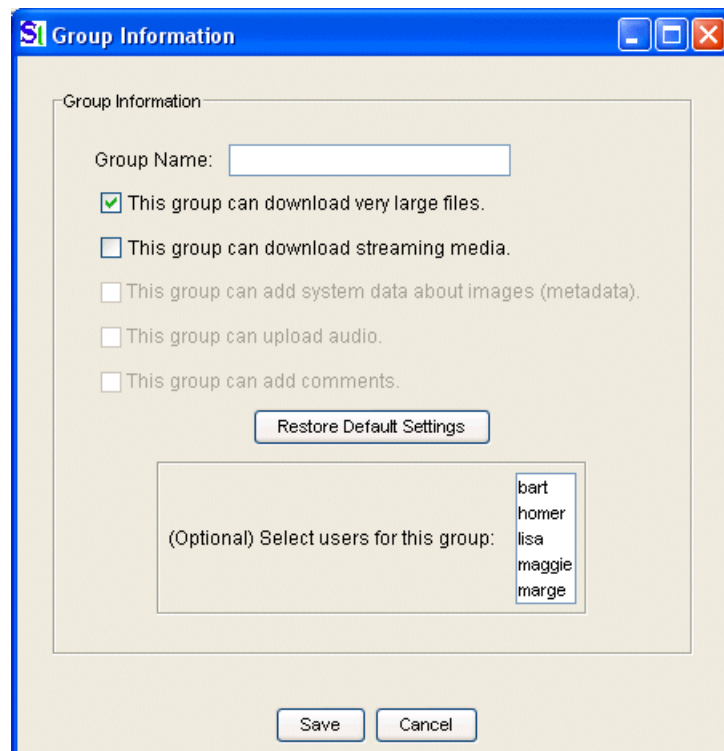 Group Information
Group Information
Group Name:
This group can download very large files.
This group can download streaming media.
This group can add system data about images (metadata).
This group can upload audio.
This group can add comments.
Restore Default Settings
(Optional) Select users for this group:
bart
homer
lisa
maggie
marge
Save Cancel